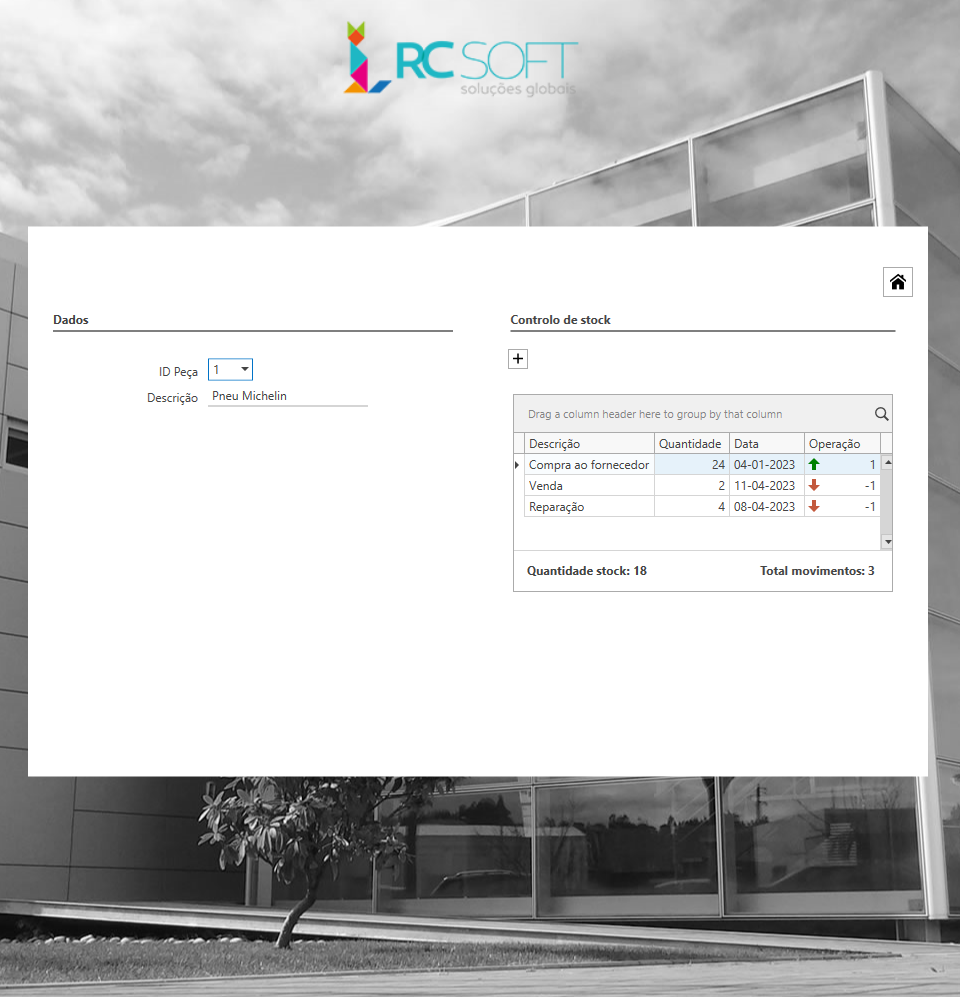 RC SOFT
soluções globais
Dados
ID Peça 1
Descrição Pneu Michelin
Controlo de stock
+
Drag a column header here to group by that column
Descrição Quantidade Data Operação
Compra ao fornecedor 24 04-01-2023 1
Venda 2 11-04-2023 -1
Reparação 4 08-04-2023 -1
Quantidade stock: 18 Total movimentos: 3